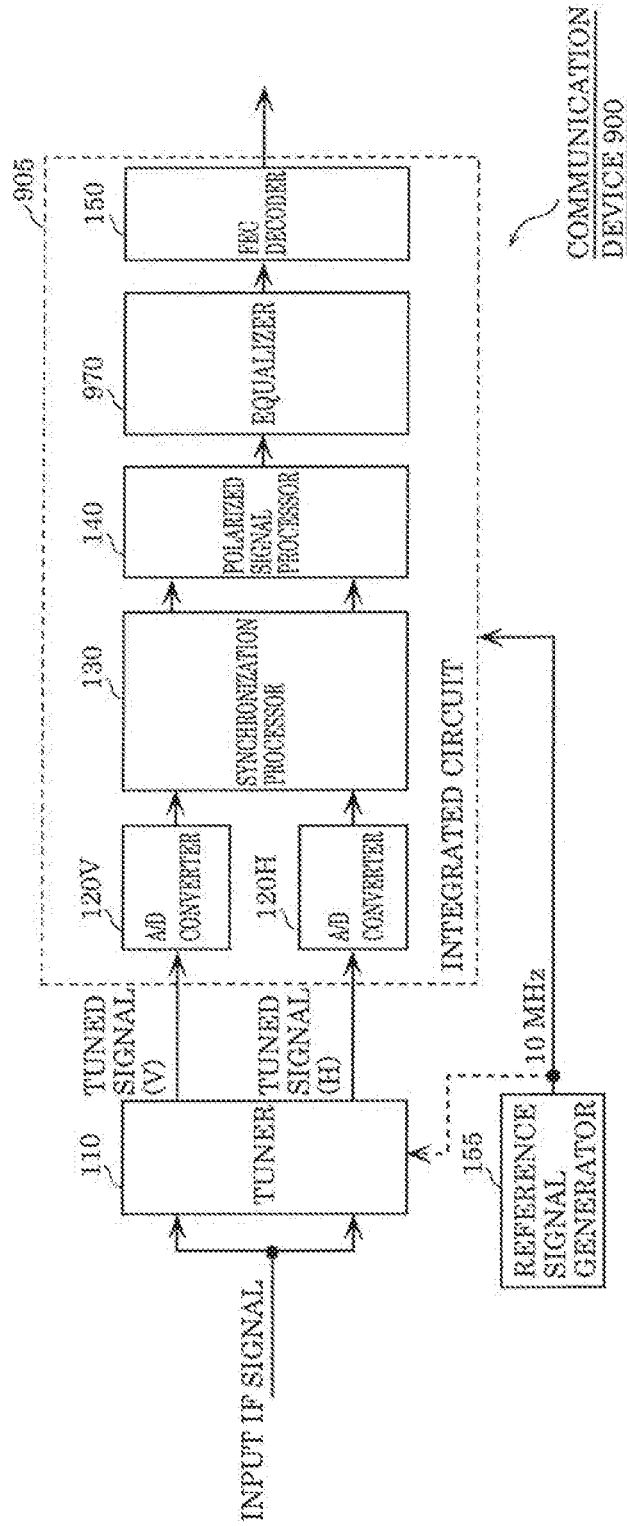 INPUT IF SIGNAL
110
TUNER
TUNED
SIGNAL
(V)
TUNED
SIGNAL
(H)
155
REFERENCE
SIGNAL
GENERATOR
10 MHz
905
120V
A/D
CONVERTER
120H
A/D
CONVERTER
130
SYNCHRONIZATION
PROCESSOR
140
POLARIZED
SIGNAL
PROCESSOR
970
EQUALIZER
150
FEC
DECODER
INTEGRATED CIRCUIT
COMMUNICATION
DEVICE 900